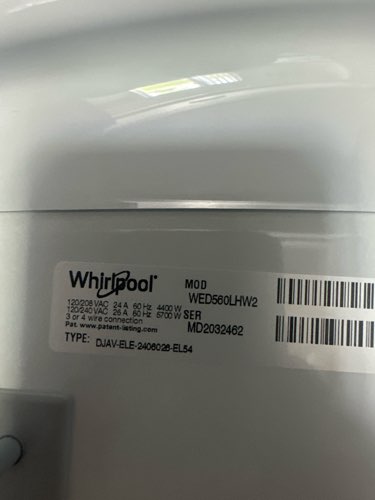 Whirlpool®
MOD
WED560LHW2
120/208 VAC 24 A 60 Hz 4400 W
120/240 VAC 26 A 60 Hz 5700 W
3 or 4 wire connection
Pat. www.patent-listing.com
SER
MD2032462
TYPE: DJAV-ELE-2406026-EL54